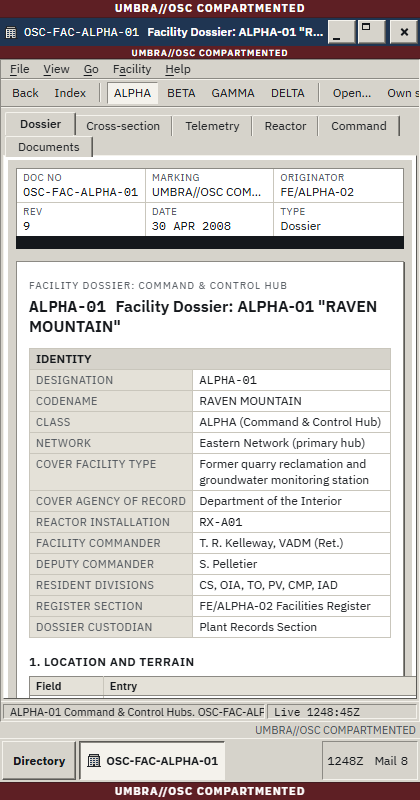 UMBRA//OSC COMPARTMENTED
OSC-FAC-ALPHA-01 Facility Dossier: ALPHA-01 "R...
UMBRA//OSC COMPARTMENTED
File View Go Facility Help
Back Index ALPHA BETA GAMMA DELTA Open... Own s
Dossier Cross-section Telemetry Reactor Command
Documents
DOC NO MARKING ORIGINATOR
OSC-FAC-ALPHA-01 UMBRA//OSC COM... FE/ALPHA-02
REV DATE TYPE
9 30 APR 2008 Dossier
FACILITY DOSSIER: COMMAND & CONTROL HUB
ALPHA-01 Facility Dossier: ALPHA-01 "RAVEN
MOUNTAIN"
IDENTITY
DESIGNATION ALPHA-01
CODENAME RAVEN MOUNTAIN
CLASS ALPHA (Command & Control Hub)
NETWORK Eastern Network (primary hub)
COVER FACILITY TYPE Former quarry reclamation and
groundwater monitoring station
COVER AGENCY OF RECORD Department of the Interior
REACTOR INSTALLATION RX-A01
FACILITY COMMANDER T. R. Kelleway, VADM (Ret.)
DEPUTY COMMANDER S. Pelletier
RESIDENT DIVISIONS CS, OIA, TO, PV, CMP, IAD
REGISTER SECTION FE/ALPHA-02 Facilities Register
DOSSIER CUSTODIAN Plant Records Section
1. LOCATION AND TERRAIN
Field Entry
ALPHA-01 Command & Control Hubs. OSC-FAC-ALF Live 1248:45Z
UMBRA//OSC COMPARTMENTED
Directory OSC-FAC-ALPHA-01 1248Z Mail 8
UMBRA//OSC COMPARTMENTED